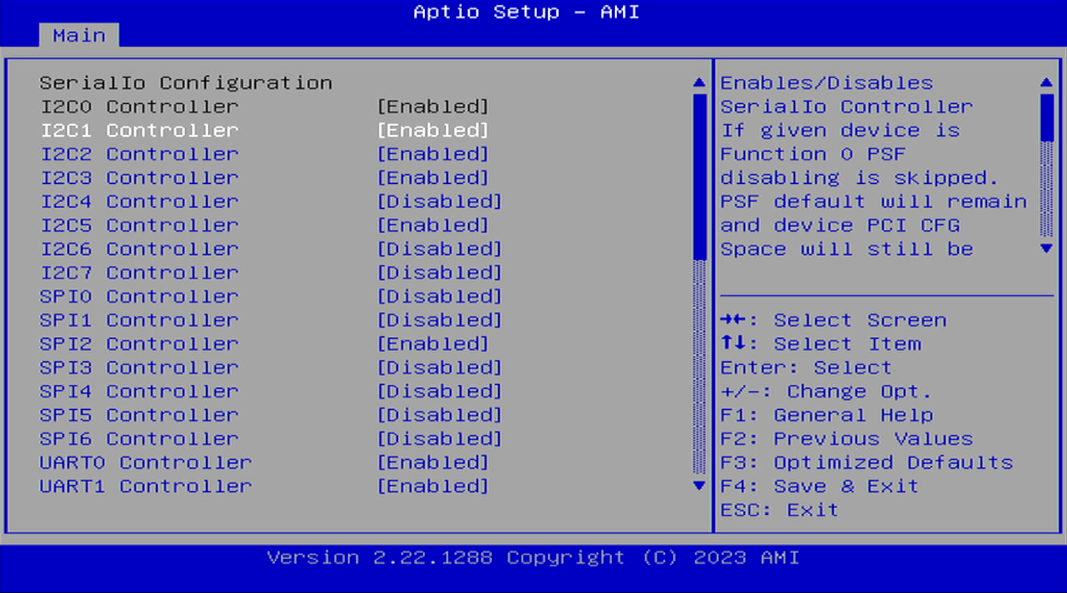 Aptio Setup – AMI
Main
SerialIo Configuration
I2C0 Controller [Enabled]
I2C1 Controller [Enabled]
I2C2 Controller [Enabled]
I2C3 Controller [Enabled]
I2C4 Controller [Disabled]
I2C5 Controller [Enabled]
I2C6 Controller [Disabled]
I2C7 Controller [Disabled]
SPI0 Controller [Disabled]
SPI1 Controller [Disabled]
SPI2 Controller [Enabled]
SPI3 Controller [Disabled]
SPI4 Controller [Disabled]
SPI5 Controller [Disabled]
SPI6 Controller [Disabled]
UART0 Controller [Enabled]
UART1 Controller [Enabled]
Enables/Disables
SerialIo Controller
If given device is
Function 0 PSF
disabling is skipped.
PSF default will remain
and device PCI CFG
Space will still be
→←: Select Screen
↑↓: Select Item
Enter: Select
+/-: Change Opt.
F1: General Help
F2: Previous Values
F3: Optimized Defaults
F4: Save & Exit
ESC: Exit
Version 2.22.1288 Copyright (C) 2023 AMI